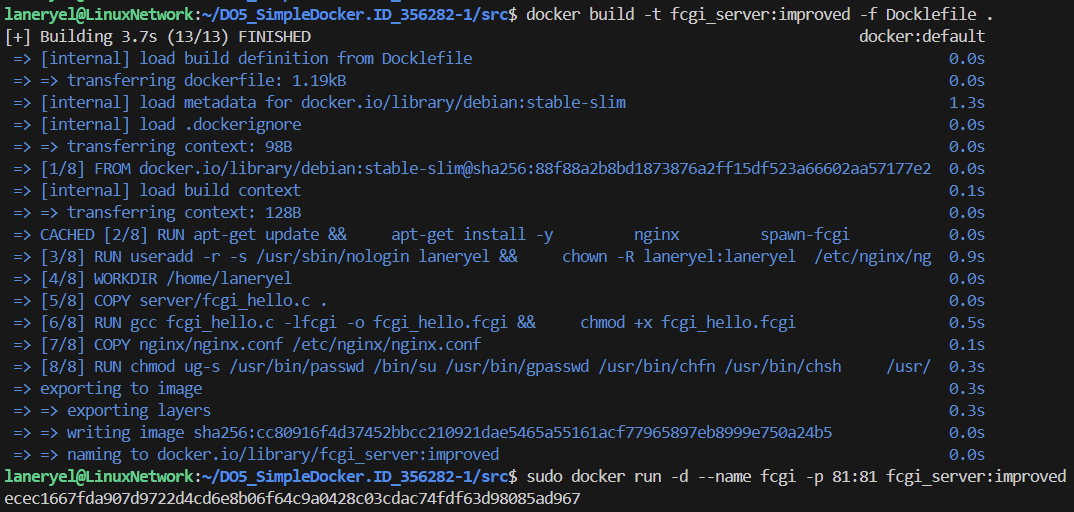 laneryel@LinuxNetwork:~/DO5_SimpleDocker.ID_356282-1/src$ docker build -t fcgi_server:improved -f Docklefile .
[+] Building 3.7s (13/13) FINISHED docker:default
=> [internal] load build definition from Docklefile 0.0s
=> => transferring dockerfile: 1.19kB 0.0s
=> [internal] load metadata for docker.io/library/debian:stable-slim 1.3s
=> [internal] load .dockerignore 0.0s
=> => transferring context: 98B 0.0s
=> [1/8] FROM docker.io/library/debian:stable-slim@sha256:88f88a2b8bd1873876a2ff15df523a66602aa57177e2 0.0s
=> [internal] load build context 0.1s
=> => transferring context: 128B 0.0s
=> CACHED [2/8] RUN apt-get update && apt-get install -y nginx spawn-fcgi 0.0s
=> [3/8] RUN useradd -r -s /usr/sbin/nologin laneryel && chown -R laneryel:laneryel /etc/nginx/ng 0.9s
=> [4/8] WORKDIR /home/laneryel 0.0s
=> [5/8] COPY server/fcgi_hello.c . 0.0s
=> [6/8] RUN gcc fcgi_hello.c -lfcgi -o fcgi_hello.fcgi && chmod +x fcgi_hello.fcgi 0.5s
=> [7/8] COPY nginx/nginx.conf /etc/nginx/nginx.conf 0.1s
=> [8/8] RUN chmod ug-s /usr/bin/passwd /bin/su /usr/bin/gpasswd /usr/bin/chfn /usr/bin/chsh /usr/ 0.3s
=> exporting to image 0.3s
=> => exporting layers 0.3s
=> => writing image sha256:cc80916f4d37452bbcc210921dae5465a55161acf77965897eb8999e750a24b5 0.0s
=> => naming to docker.io/library/fcgi_server:improved 0.0s
laneryel@LinuxNetwork:~/DO5_SimpleDocker.ID_356282-1/src$ sudo docker run -d --name fcgi -p 81:81 fcgi_server:improved
ecec1667fda907d9722d4cd6e8b06f64c9a0428c03cdac74fdf63d98085ad967